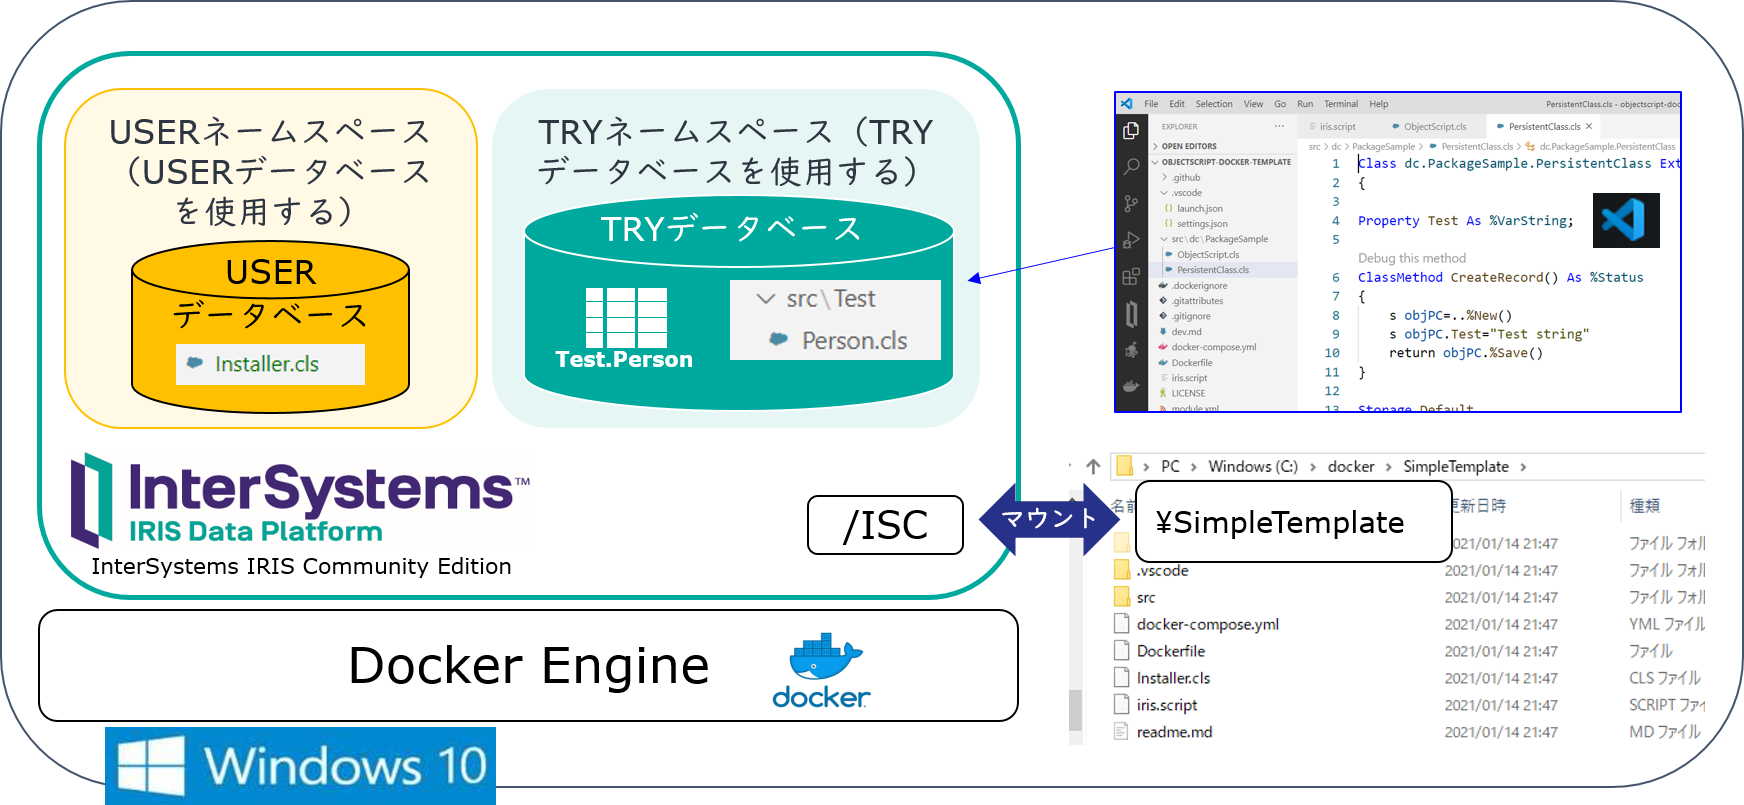 USERネームスペース
（USERデータベース
を使用する）
USER
データベース
Installer.cls
TRYネームスペース（TRY
データベースを使用する）
TRYデータベース
Test.Person
src\Test
Person.cls
InterSystems™
IRIS Data Platform
InterSystems IRIS Community Edition
/ISC
マウント
Docker Engine
docker
Windows 10
File Edit Selection View Go Run Terminal Help PersistentClass.cls - objectscript-doc
EXPLORER ...
OPEN EDITORS
OBJECTSCRIPT-DOCKER-TEMPLATE
.github
.vscode
launch.json
settings.json
src\dc\PackageSample
ObjectScript.cls
PersistentClass.cls
.dockerignore
.gitattributes
.gitignore
dev.md
docker-compose.yml
Dockerfile
iris.script
LICENSE
module.xml
iris.script ObjectScript.cls PersistentClass.cls ×
src > dc > PackageSample > PersistentClass.cls > dc.PackageSample.PersistentClass
1 Class dc.PackageSample.PersistentClass Ext
2 {
3
4 Property Test As %VarString;
5
Debug this method
6 ClassMethod CreateRecord() As %Status
7 {
8 s objPC=..%New()
9 s objPC.Test="Test string"
10 return objPC.%Save()
11 }
12
13 Storage Default
PC > Windows (C:) > docker > SimpleTemplate >
名前 更新日時 種類
¥SimpleTemplate
2021/01/14 21:47 ファイル フォル
.vscode 2021/01/14 21:47 ファイル フォル
src 2021/01/14 21:47 ファイル フォル
docker-compose.yml 2021/01/14 21:47 YML ファイル
Dockerfile 2021/01/14 21:47 ファイル
Installer.cls 2021/01/14 21:47 CLS ファイル
iris.script 2021/01/14 21:47 SCRIPT ファイ
readme.md 2021/01/14 21:47 MD ファイル